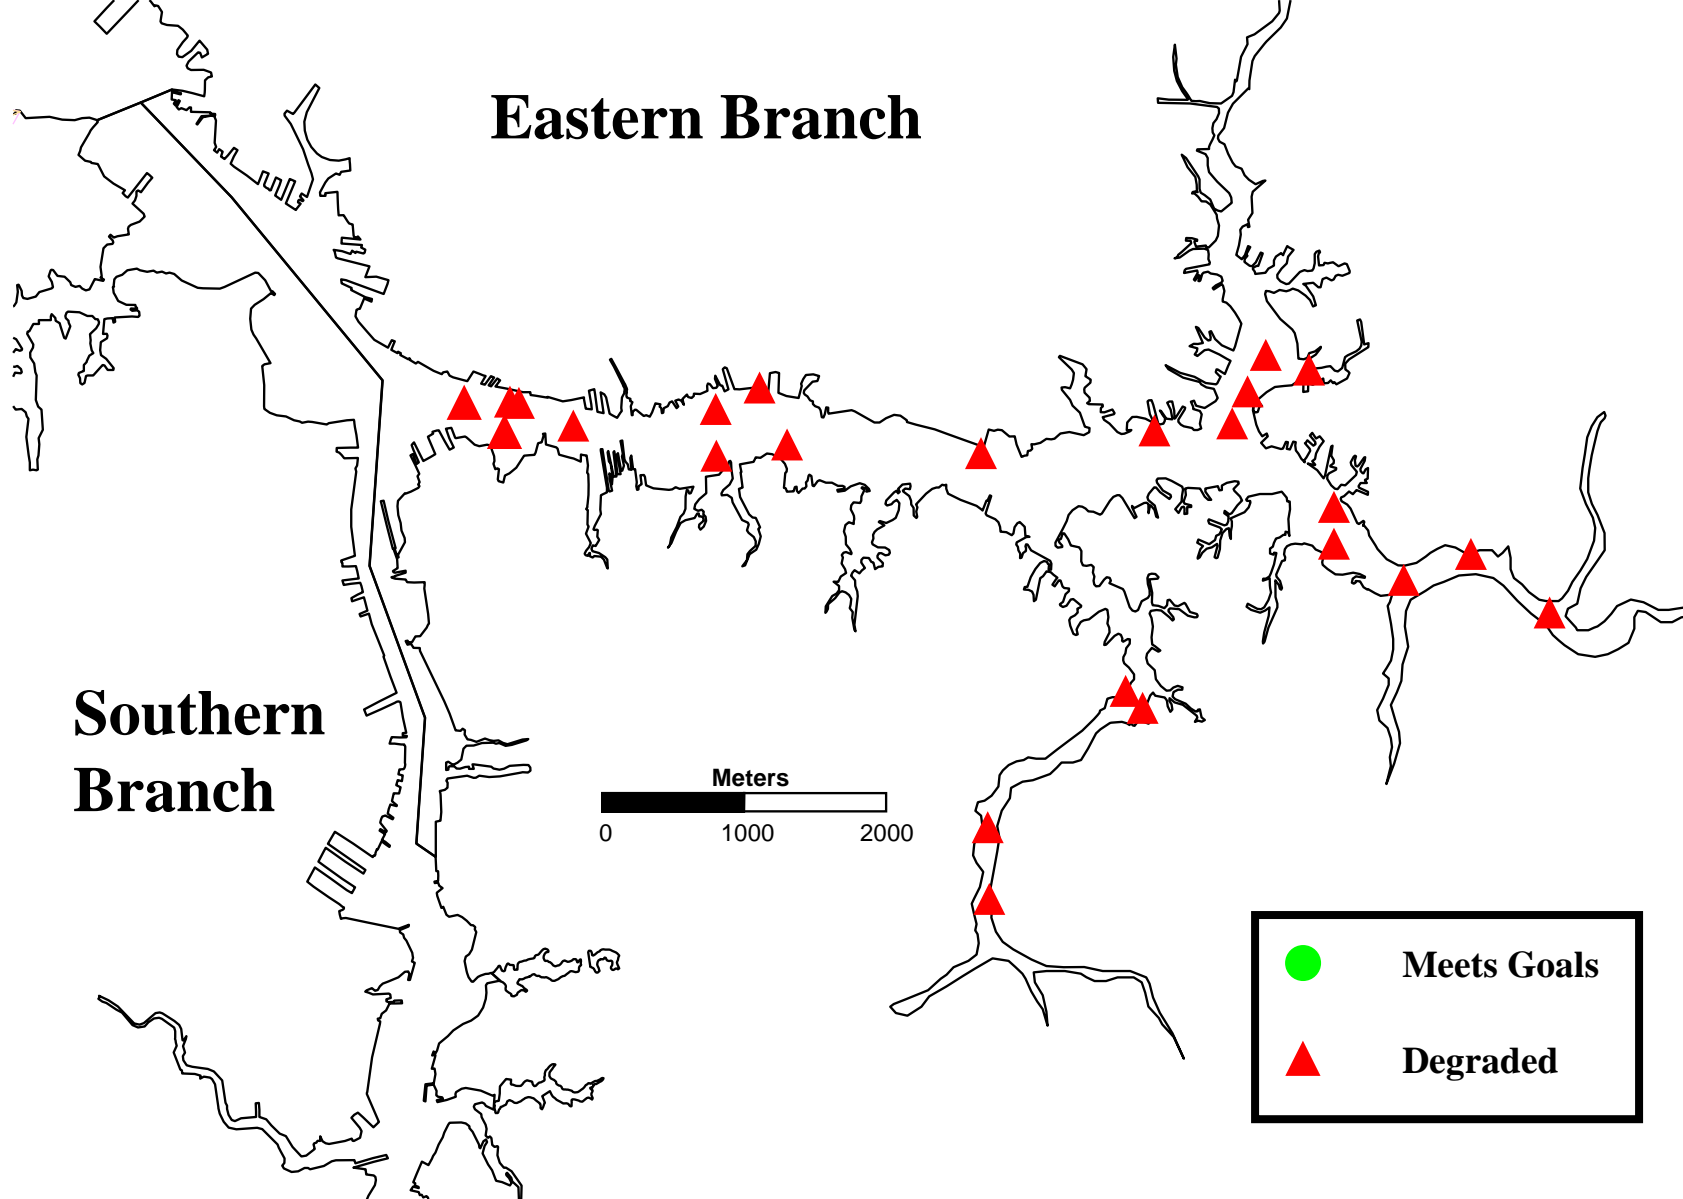 Eastern Branch
Southern
Branch
Meters
0 1000 2000
Meets Goals
Degraded